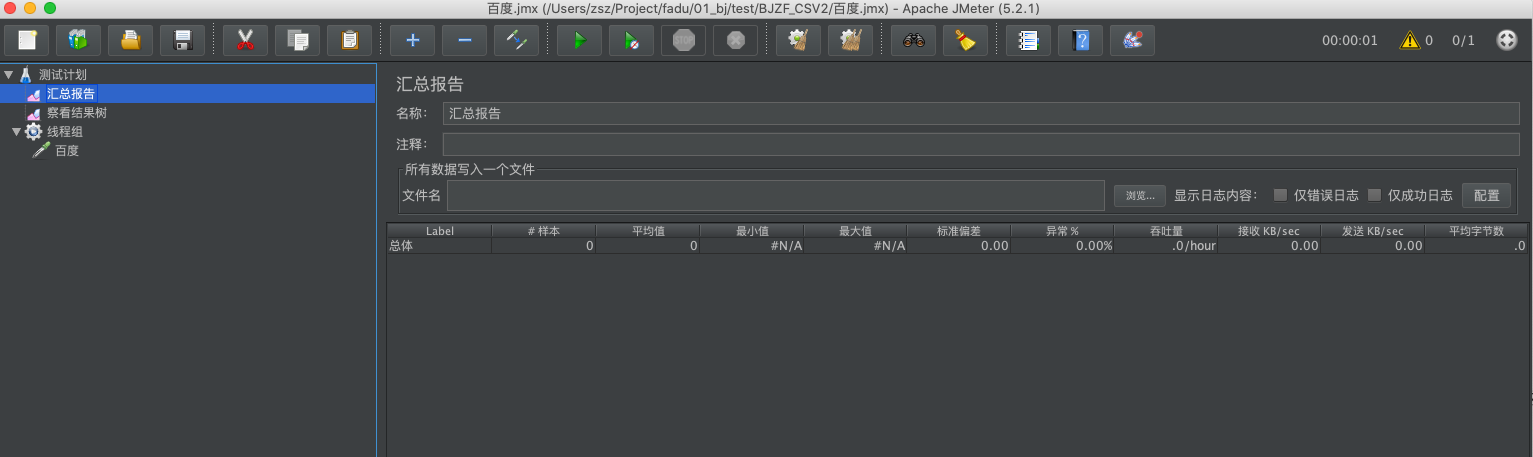 百度.jmx (/Users/zsz/Project/fadu/01_bj/test/BJZF_CSV2/百度.jmx) - Apache JMeter (5.2.1)
STOP 00:00:01 0 0/1
测试计划
汇总报告
察看结果树
线程组
百度
汇总报告
名称： 汇总报告
注释：
所有数据写入一个文件
文件名 浏览... 显示日志内容： 仅错误日志 仅成功日志 配置
Label # 样本 平均值 最小值 最大值 标准偏差 异常 % 吞吐量 接收 KB/sec 发送 KB/sec 平均字节数
总体 0 0 #N/A #N/A 0.00 0.00% .0/hour 0.00 0.00 .0